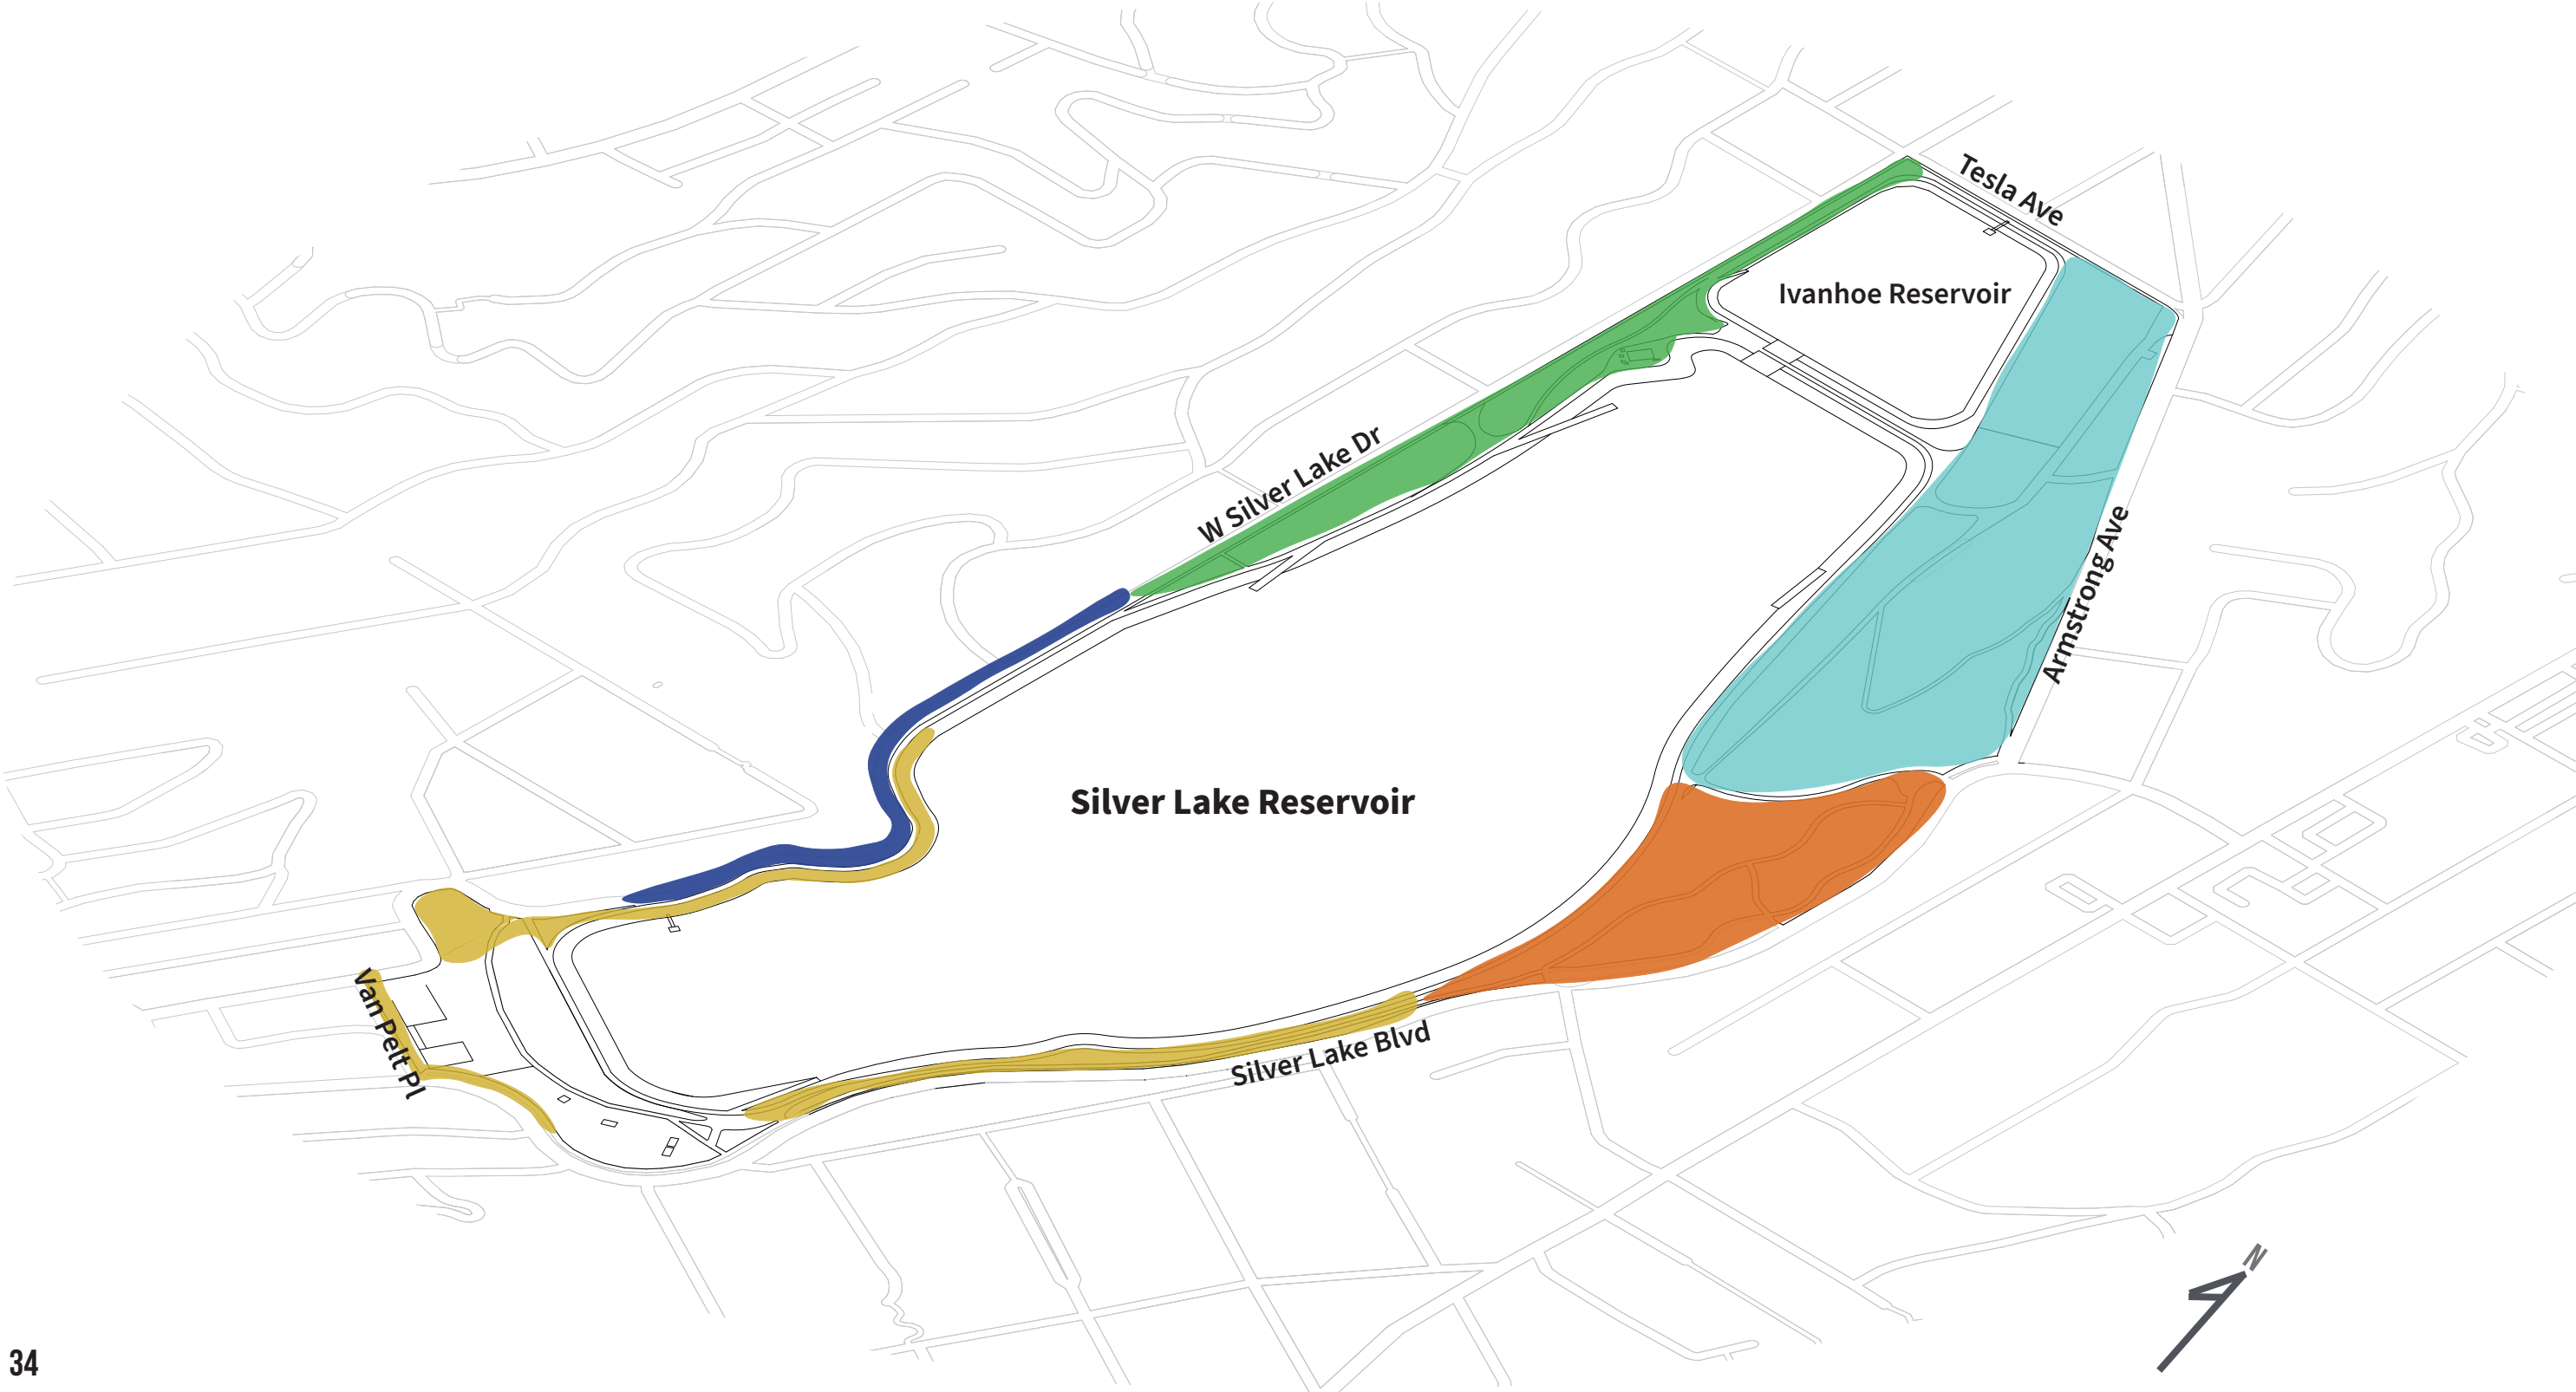 Tesla Ave
Ivanhoe Reservoir
W Silver Lake Dr
Armstrong Ave
Silver Lake Reservoir
Van Pelt Pl
Silver Lake Blvd
N
34